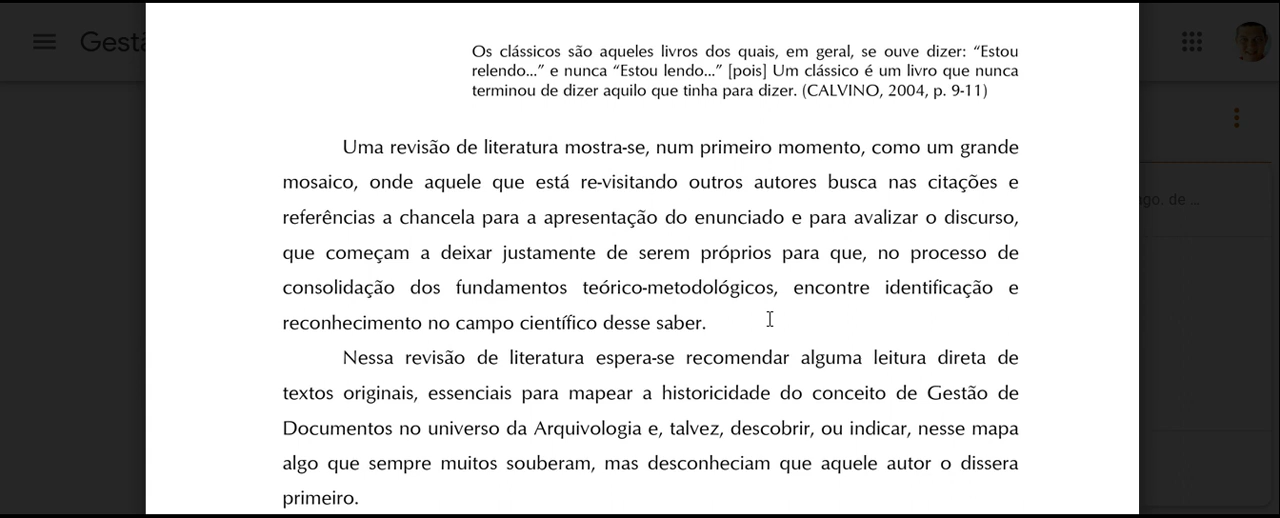 Gestã
Os clássicos são aqueles livros dos quais, em geral, se ouve dizer: “Estou
relendo...” e nunca “Estou lendo...” [pois] Um clássico é um livro que nunca
terminou de dizer aquilo que tinha para dizer. (CALVINO, 2004, p. 9-11)
Uma revisão de literatura mostra-se, num primeiro momento, como um grande
mosaico, onde aquele que está re-visitando outros autores busca nas citações e
referências a chancela para a apresentação do enunciado e para avalizar o discurso,
que começam a deixar justamente de serem próprios para que, no processo de
consolidação dos fundamentos teórico-metodológicos, encontre identificação e
reconhecimento no campo científico desse saber.
Nessa revisão de literatura espera-se recomendar alguma leitura direta de
textos originais, essenciais para mapear a historicidade do conceito de Gestão de
Documentos no universo da Arquivologia e, talvez, descobrir, ou indicar, nesse mapa
algo que sempre muitos souberam, mas desconheciam que aquele autor o dissera
primeiro.
ago. de ...